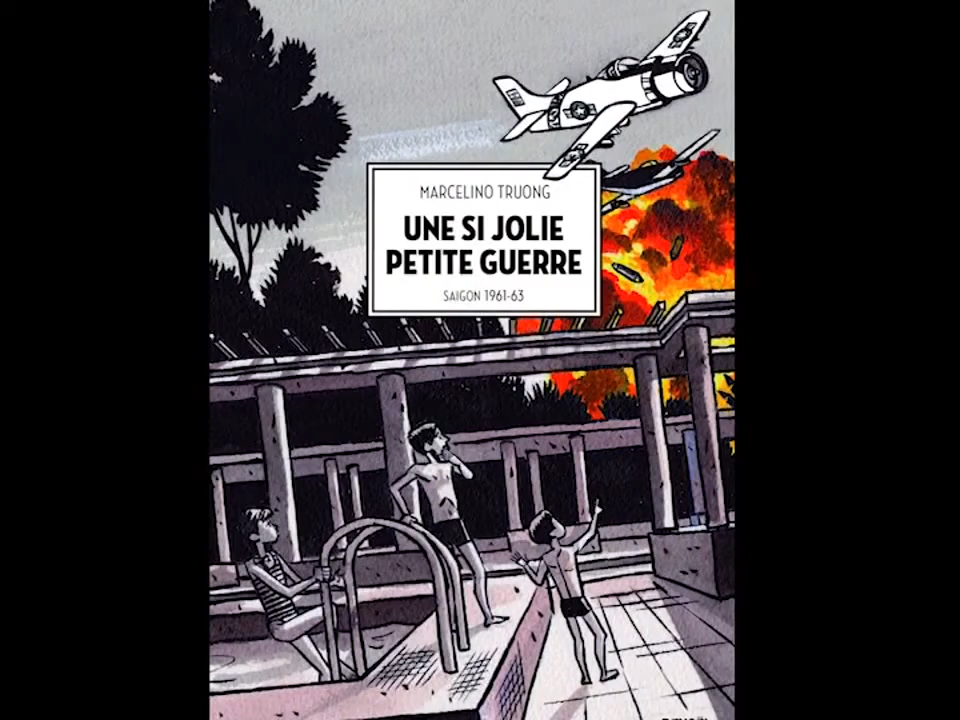 MARCELINO TRUONG
UNE SI JOLIE
PETITE GUERRE
SAIGON 1961-63